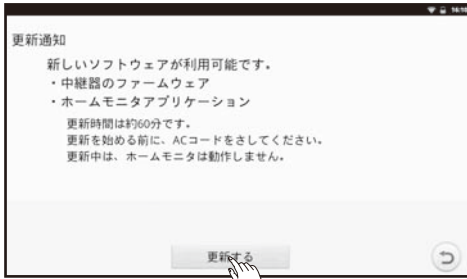 16:10
更新通知
新しいソフトウェアが利用可能です。
・中継器のファームウェア
・ホームモニタアプリケーション
更新時間は約60分です。
更新を始める前に、ACコードをさしてください。
更新中は、ホームモニタは動作しません。
更新する